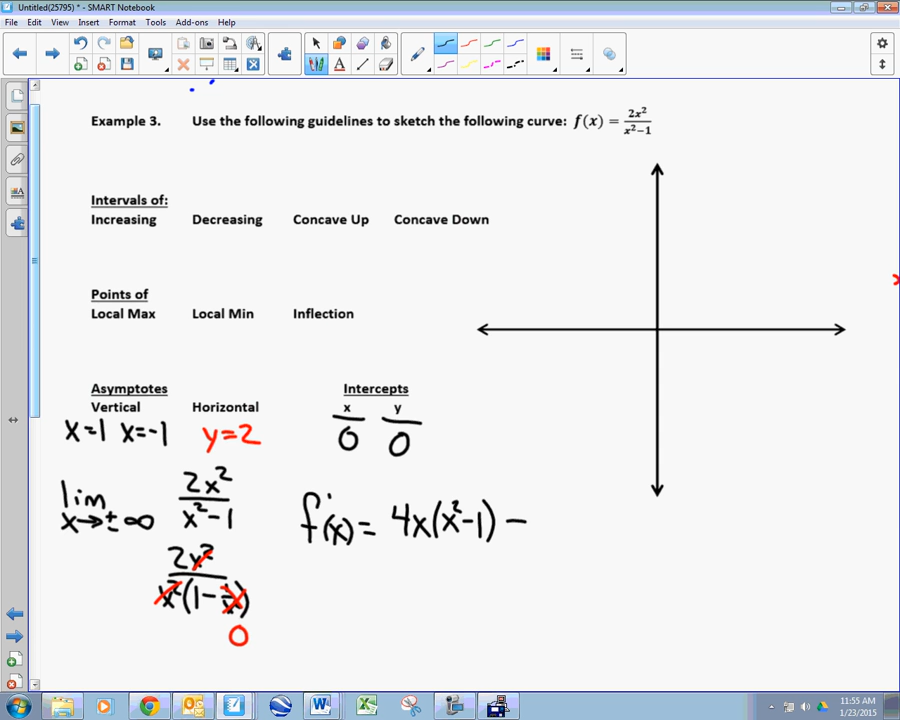 Untitled(25795) * - SMART Notebook
File Edit View Insert Format Tools Add-ons Help
Example 3. Use the following guidelines to sketch the following curve: f(x) = 2x²/x²−1
Intervals of:
Increasing Decreasing Concave Up Concave Down
Points of
Local Max Local Min Inflection
Asymptotes Intercepts
Vertical Horizontal x y
x=1 x=-1 y=2 0 0
lim x→±∞ 2x²/x²-1
f'(x) = 4x(x²-1) −
2x²/x²(1-1/x²)
0
11:55 AM
1/23/2015